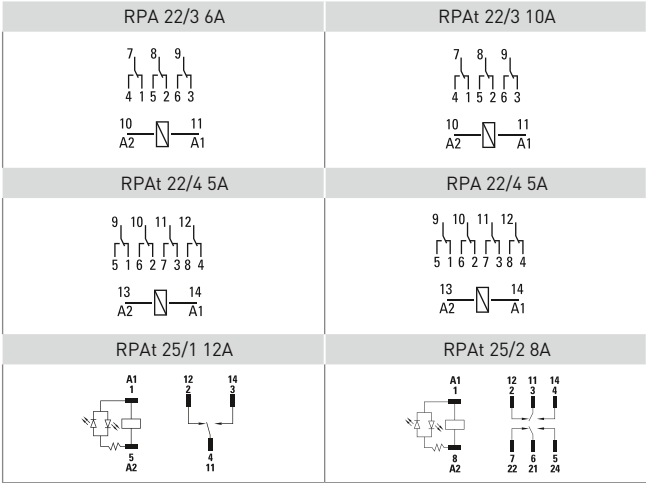 RPA 22/3 6A
RPAt 22/3 10A
7 8 9
4 1 5 2 6 3
10 11
A2 A1
7 8 9
4 1 5 2 6 3
10 11
A2 A1
RPAt 22/4 5A
RPA 22/4 5A
9 10 11 12
5 1 6 2 7 3 8 4
13 14
A2 A1
9 10 11 12
5 1 6 2 7 3 8 4
13 14
A2 A1
RPAt 25/1 12A
RPAt 25/2 8A
A1 12 14
1 2 3
5 4
A2 11
A1 12 11 14
1 2 3 4
8 7 6 5
A2 22 21 24